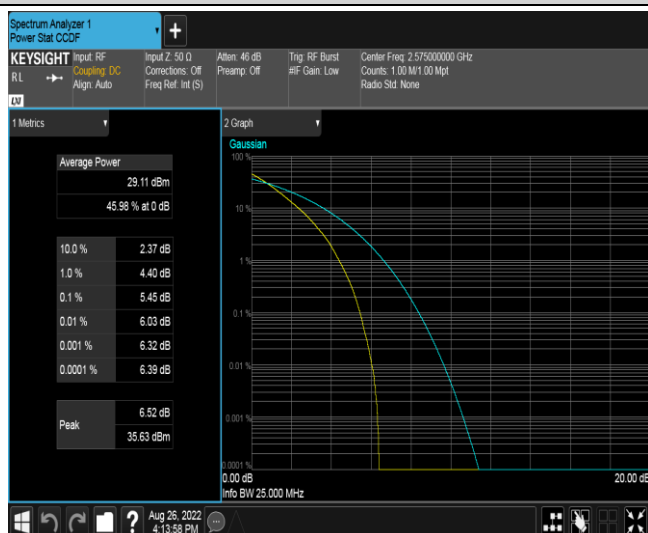 Spectrum Analyzer 1
Power Stat CCDF
+
KEYSIGHT
RL
LXI
Input: RF
Coupling: DC
Align: Auto
Input Z: 50 Ω
Corrections: Off
Freq Ref: Int (S)
Atten: 46 dB
Preamp: Off
Trig: RF Burst
#IF Gain: Low
Center Freq: 2.575000000 GHz
Counts: 1.00 M/1.00 Mpt
Radio Std: None
1 Metrics
Average Power
29.11 dBm
45.98 % at 0 dB
10.0 % 2.37 dB
1.0 % 4.40 dB
0.1 % 5.45 dB
0.01 % 6.03 dB
0.001 % 6.32 dB
0.0001 % 6.39 dB
Peak
6.52 dB
35.63 dBm
2 Graph
Gaussian
100 %
10 %
1 %
0.1 %
0.01 %
0.001 %
0.0001 %
0.00 dB
20.00 dB
Info BW 25.000 MHz
?
Aug 26, 2022
4:13:58 PM